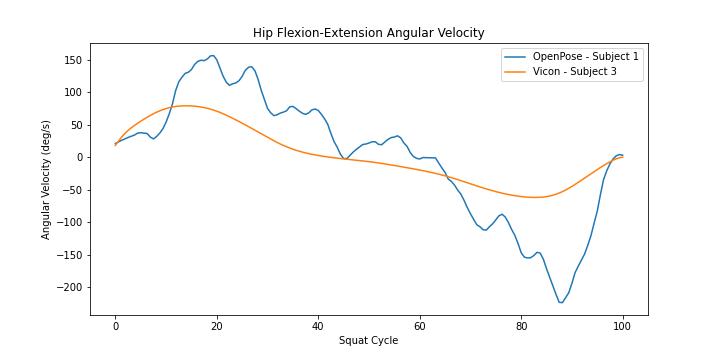 Hip Flexion-Extension Angular Velocity
OpenPose - Subject 1
Vicon - Subject 3
Angular Velocity (deg/s)
150
100
50
0
−50
−100
−150
−200
0 20 40 60 80 100
Squat Cycle